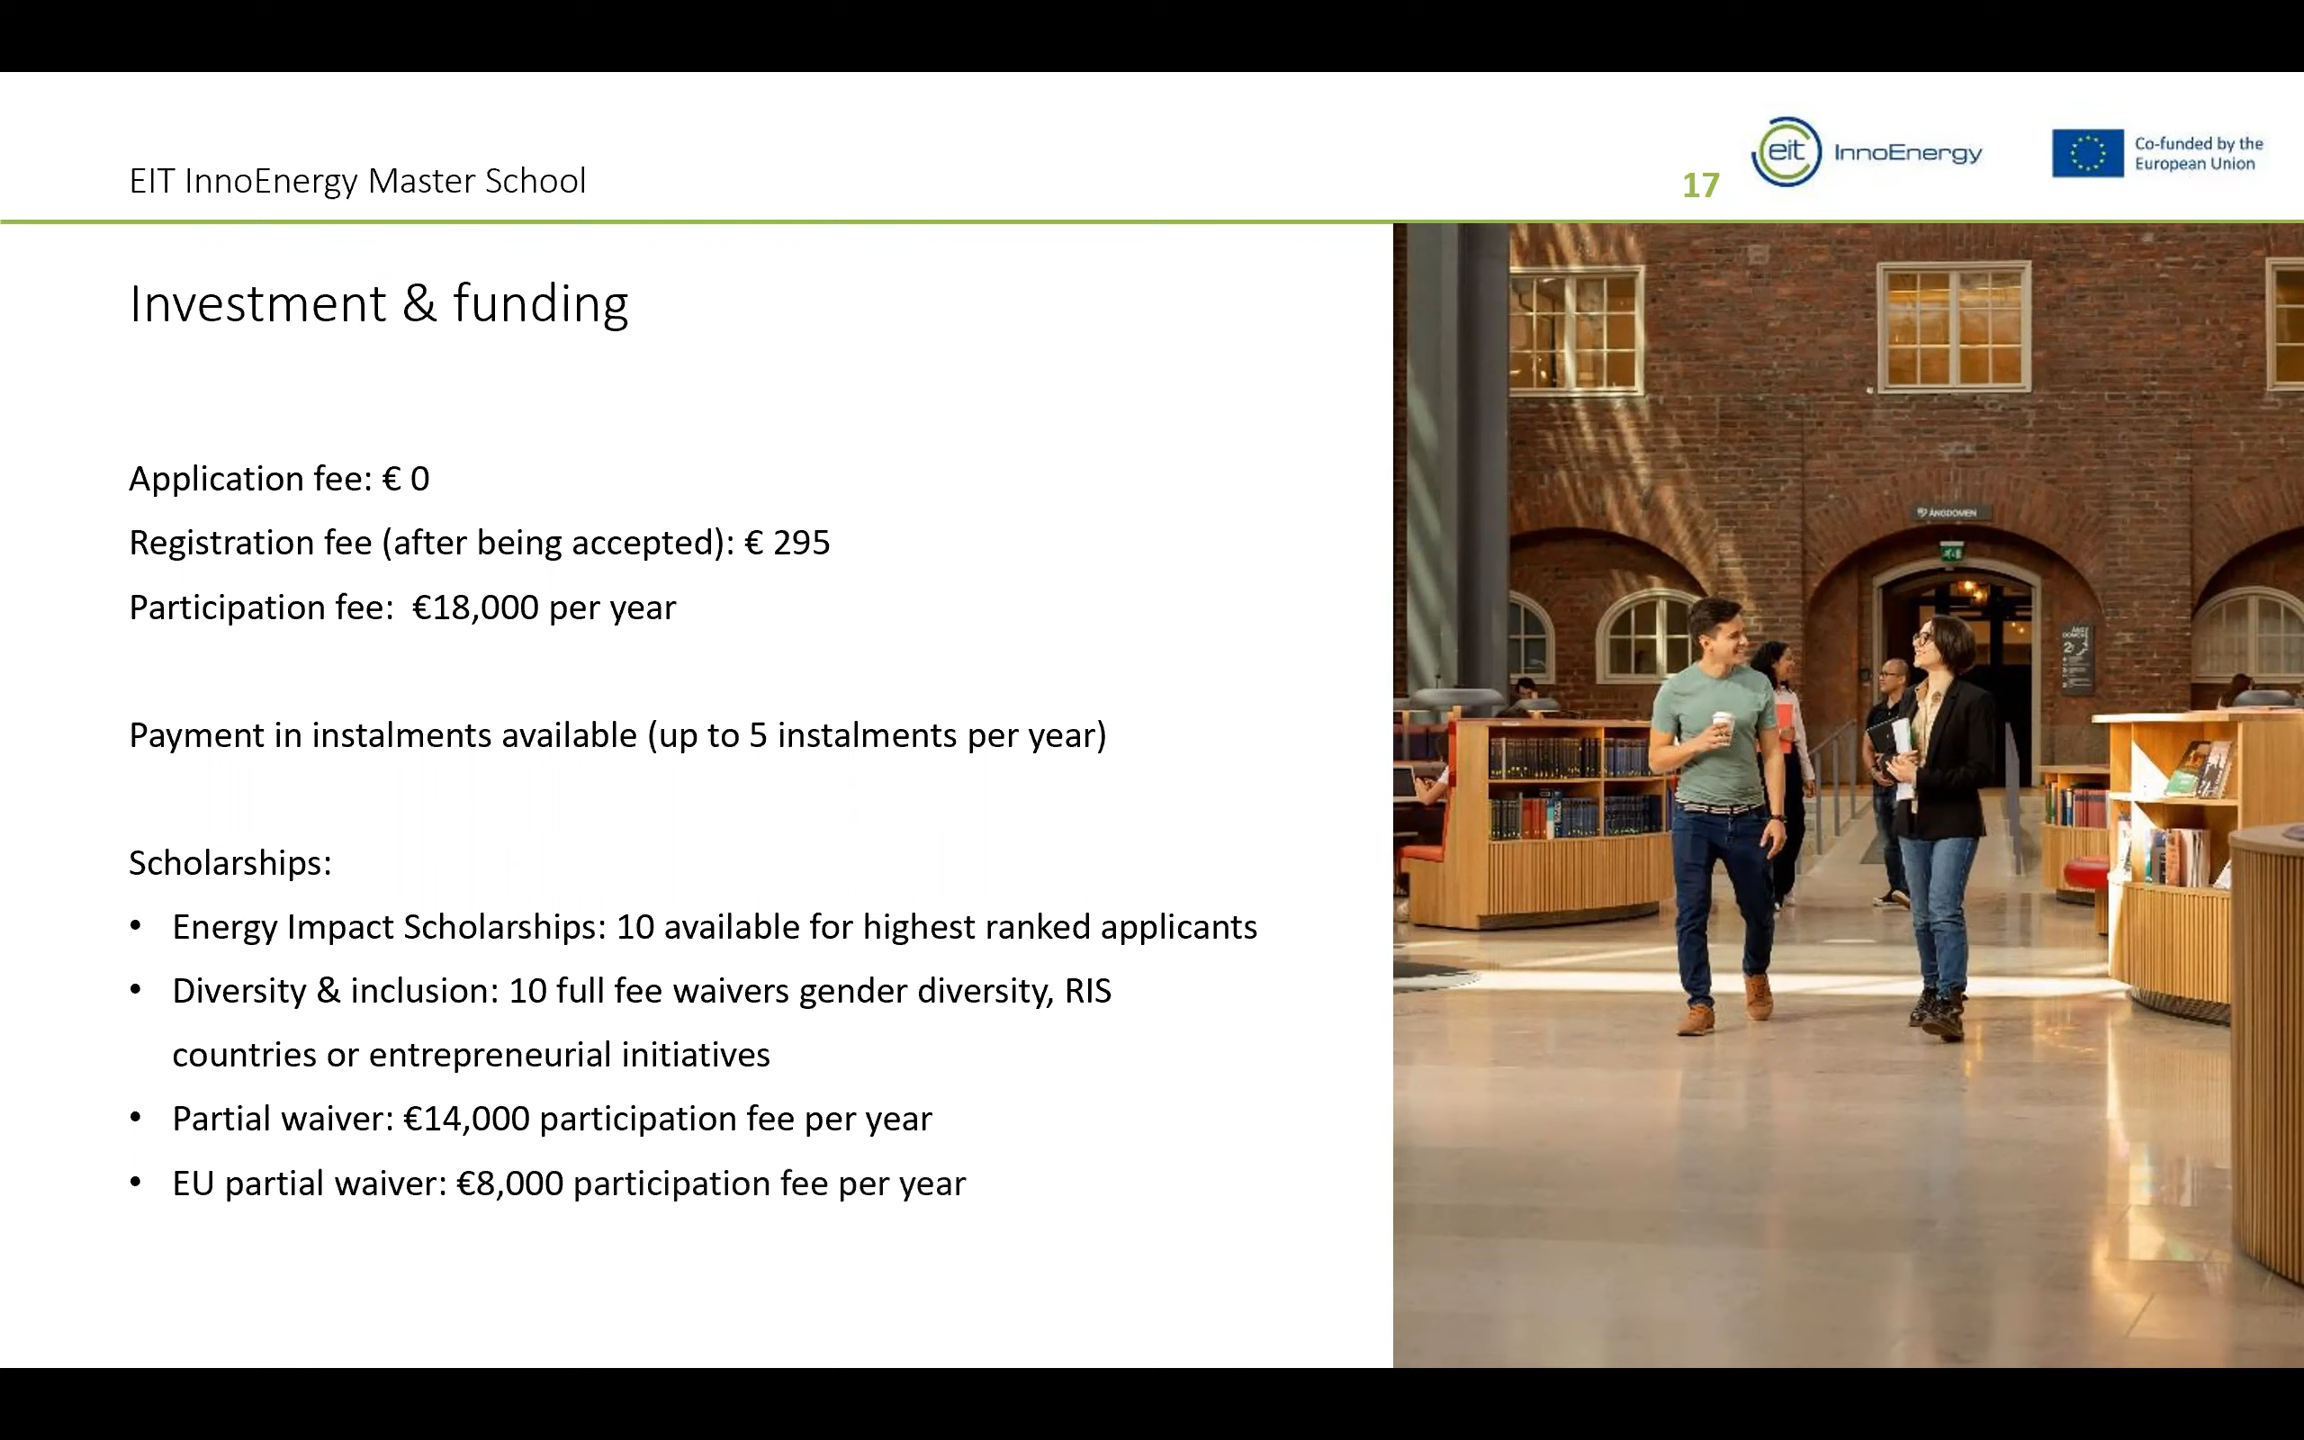 EIT InnoEnergy Master School
17
eit InnoEnergy
Co-funded by the
European Union
Investment & funding
Application fee: € 0
Registration fee (after being accepted): € 295
Participation fee:  €18,000 per year
Payment in instalments available (up to 5 instalments per year)
Scholarships:
• Energy Impact Scholarships: 10 available for highest ranked applicants
• Diversity & inclusion: 10 full fee waivers gender diversity, RIS
countries or entrepreneurial initiatives
• Partial waiver: €14,000 participation fee per year
• EU partial waiver: €8,000 participation fee per year
ÅNGDOMEN